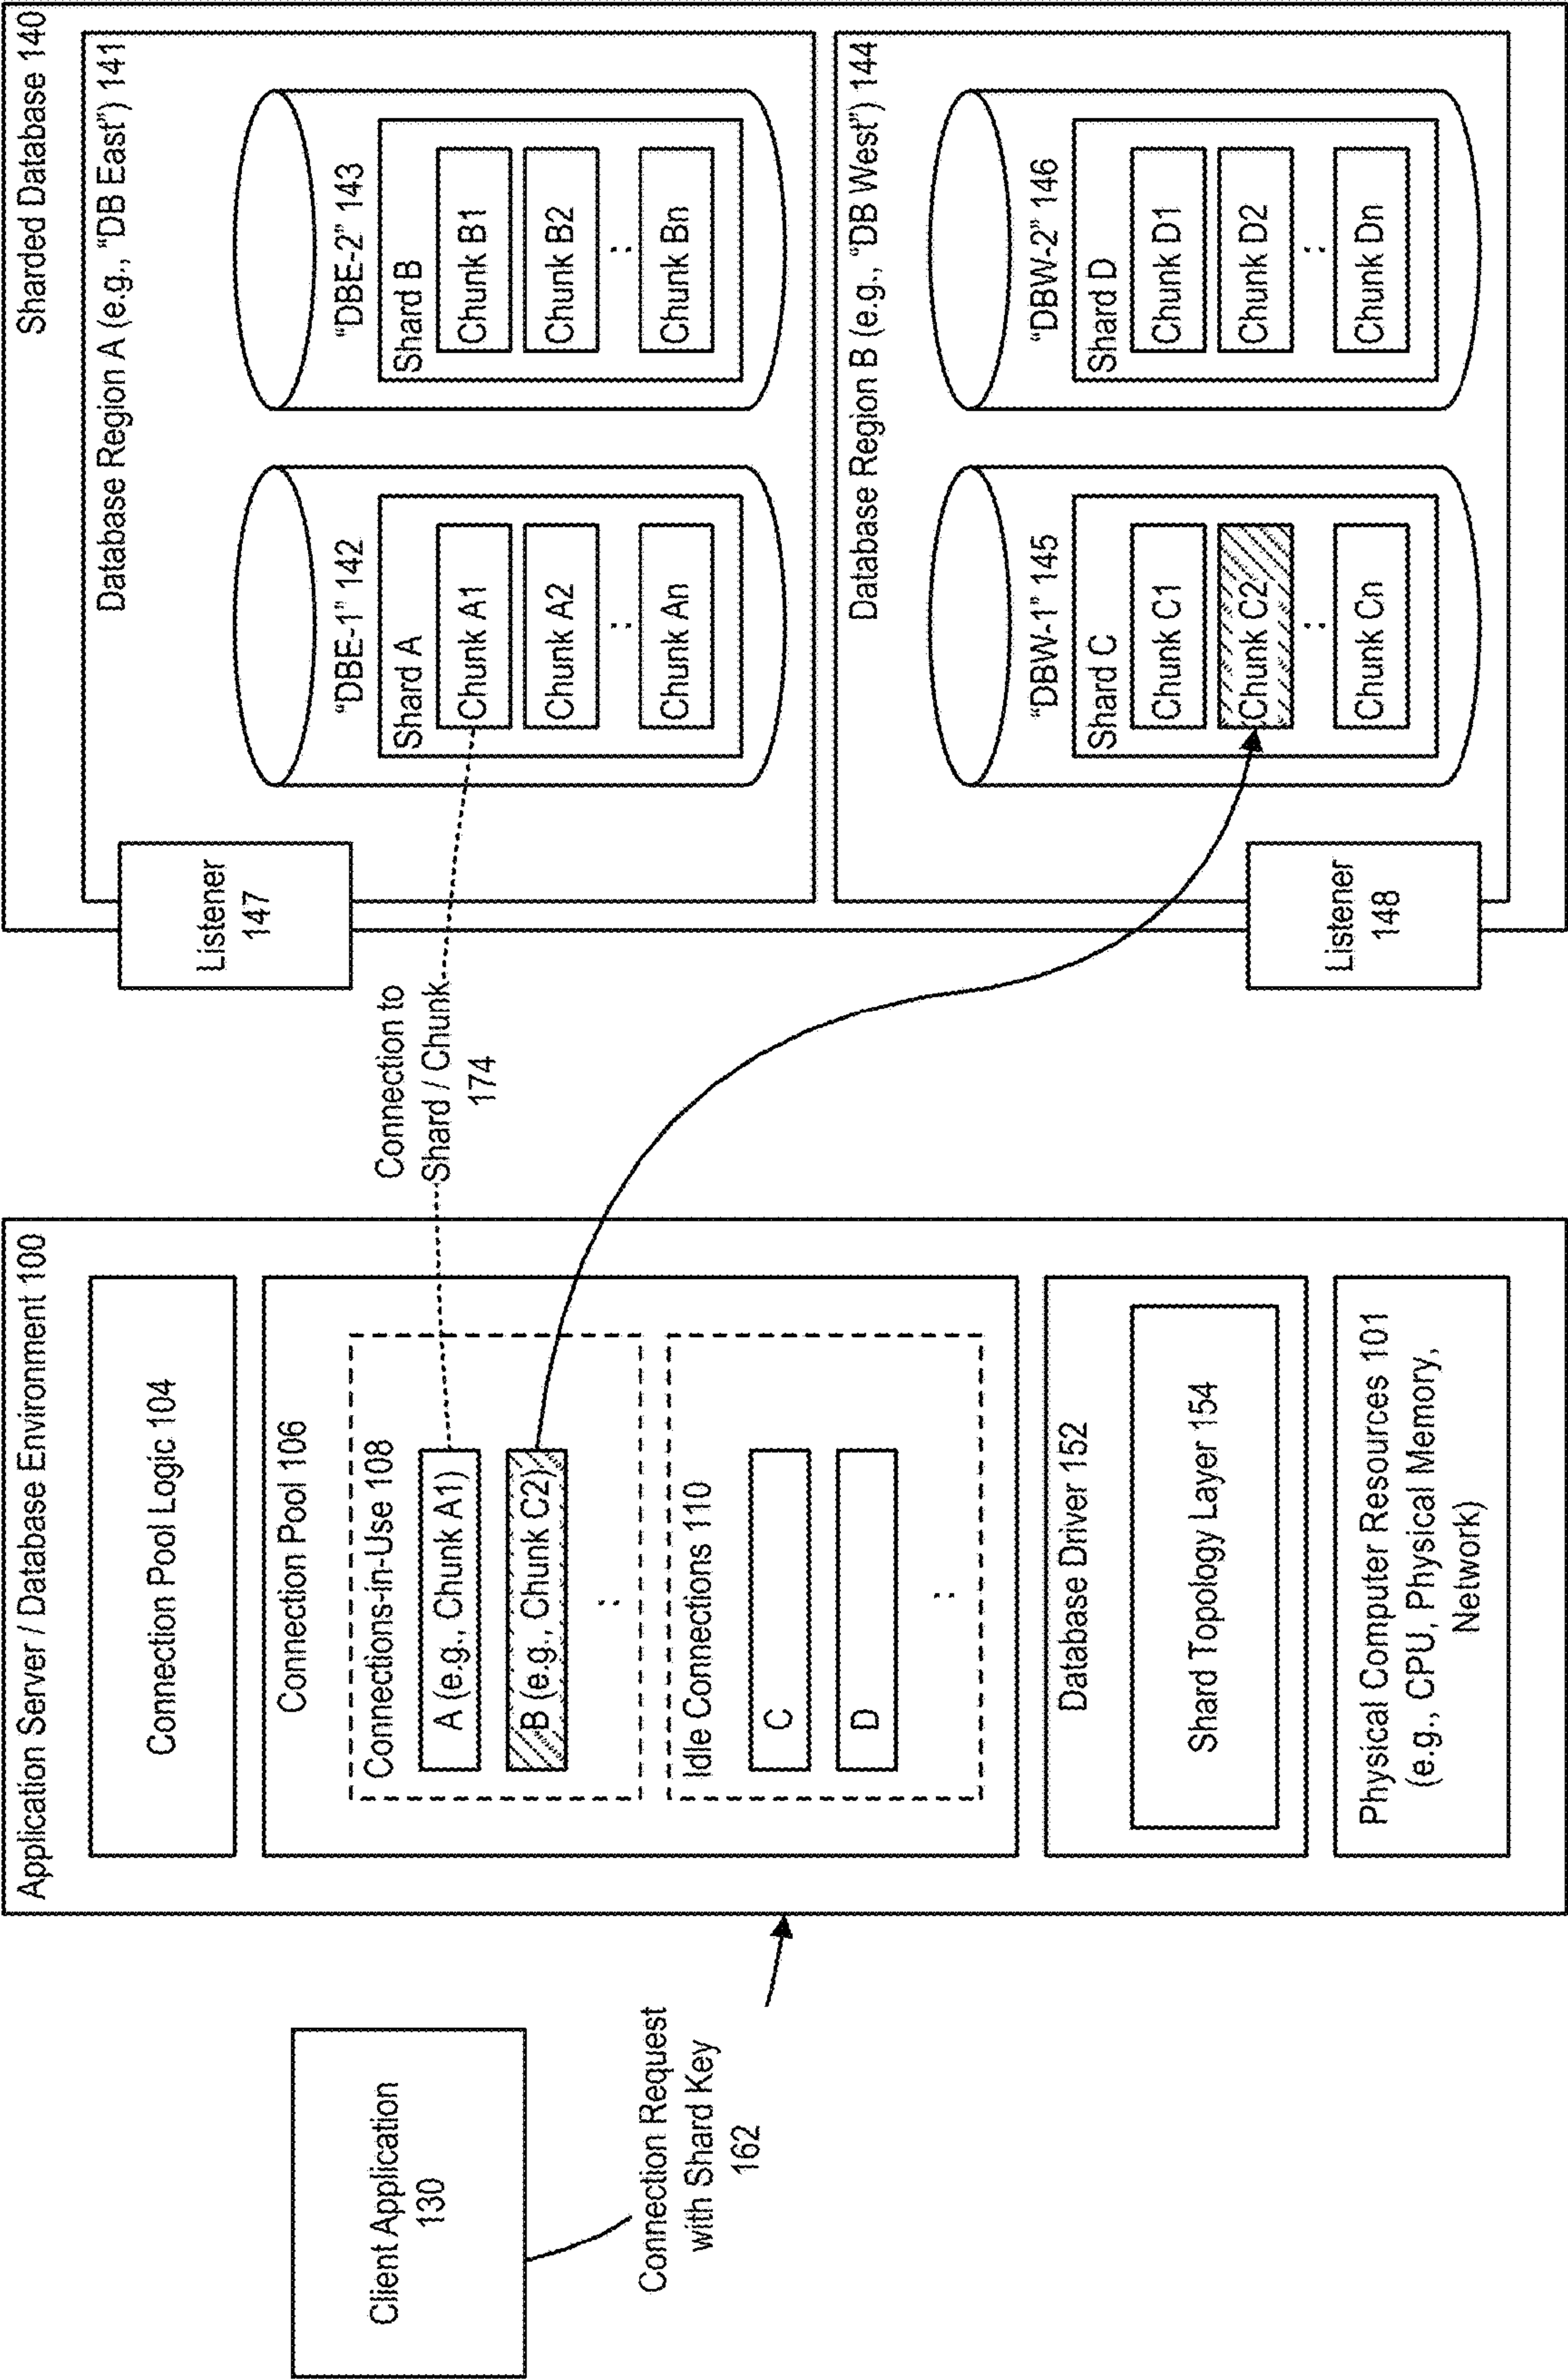 Client Application
130
Connection Request
with Shard Key
162
Application Server / Database Environment 100
Connection Pool Logic 104
Connection Pool 106
Connections-in-Use 108
A (e.g., Chunk A1)
B (e.g., Chunk C2)
:
Idle Connections 110
C
D
:
Database Driver 152
Shard Topology Layer 154
Physical Computer Resources 101
(e.g., CPU, Physical Memory,
Network)
Connection to
Shard / Chunk
174
Sharded Database 140
Listener
147
Database Region A (e.g., “DB East”) 141
“DBE-1” 142
Shard A
Chunk A1
Chunk A2
:
Chunk An
“DBE-2” 143
Shard B
Chunk B1
Chunk B2
:
Chunk Bn
Listener
148
Database Region B (e.g., “DB West”) 144
“DBW-1” 145
Shard C
Chunk C1
Chunk C2
:
Chunk Cn
“DBW-2” 146
Shard D
Chunk D1
Chunk D2
:
Chunk Dn